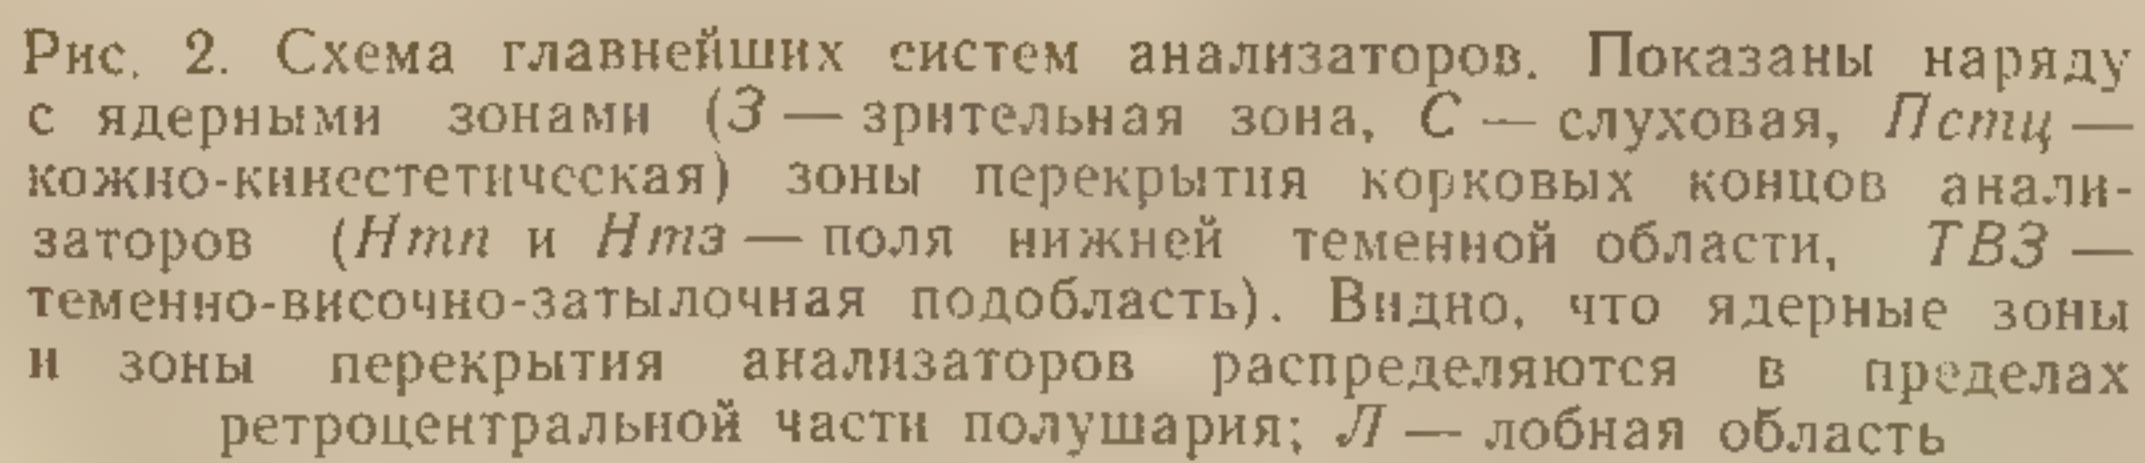 Рис. 2. Схема главнейших систем анализаторов. Показаны наряду
с ядерными зонами (З — зрительная зона, С — слуховая, Пстц —
кожно-кинестетическая) зоны перекрытия корковых концов анали-
заторов (Нтп и Нтз — поля нижней теменной области, ТВЗ —
теменно-височно-затылочная подобласть). Видно, что ядерные зоны
и зоны перекрытия анализаторов распределяются в пределах
ретроцентральной части полушария; Л — лобная область